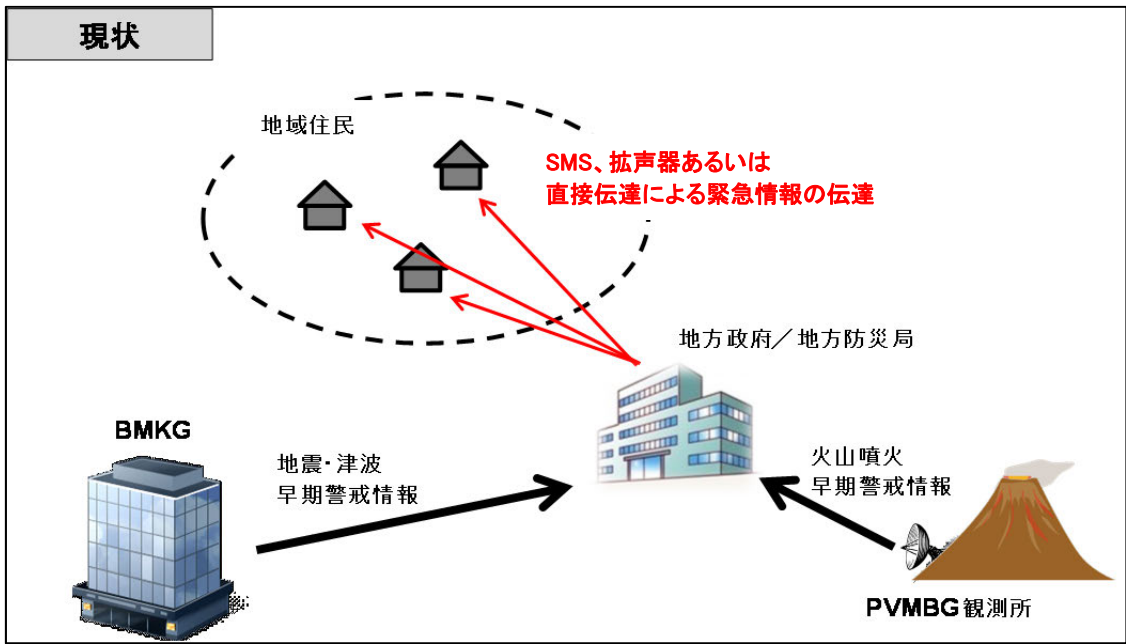 現状
地域住民
SMS、拡声器あるいは
直接伝達による緊急情報の伝達
地方政府／地方防災局
BMKG
地震・津波
早期警戒情報
火山噴火
早期警戒情報
PVMBG観測所